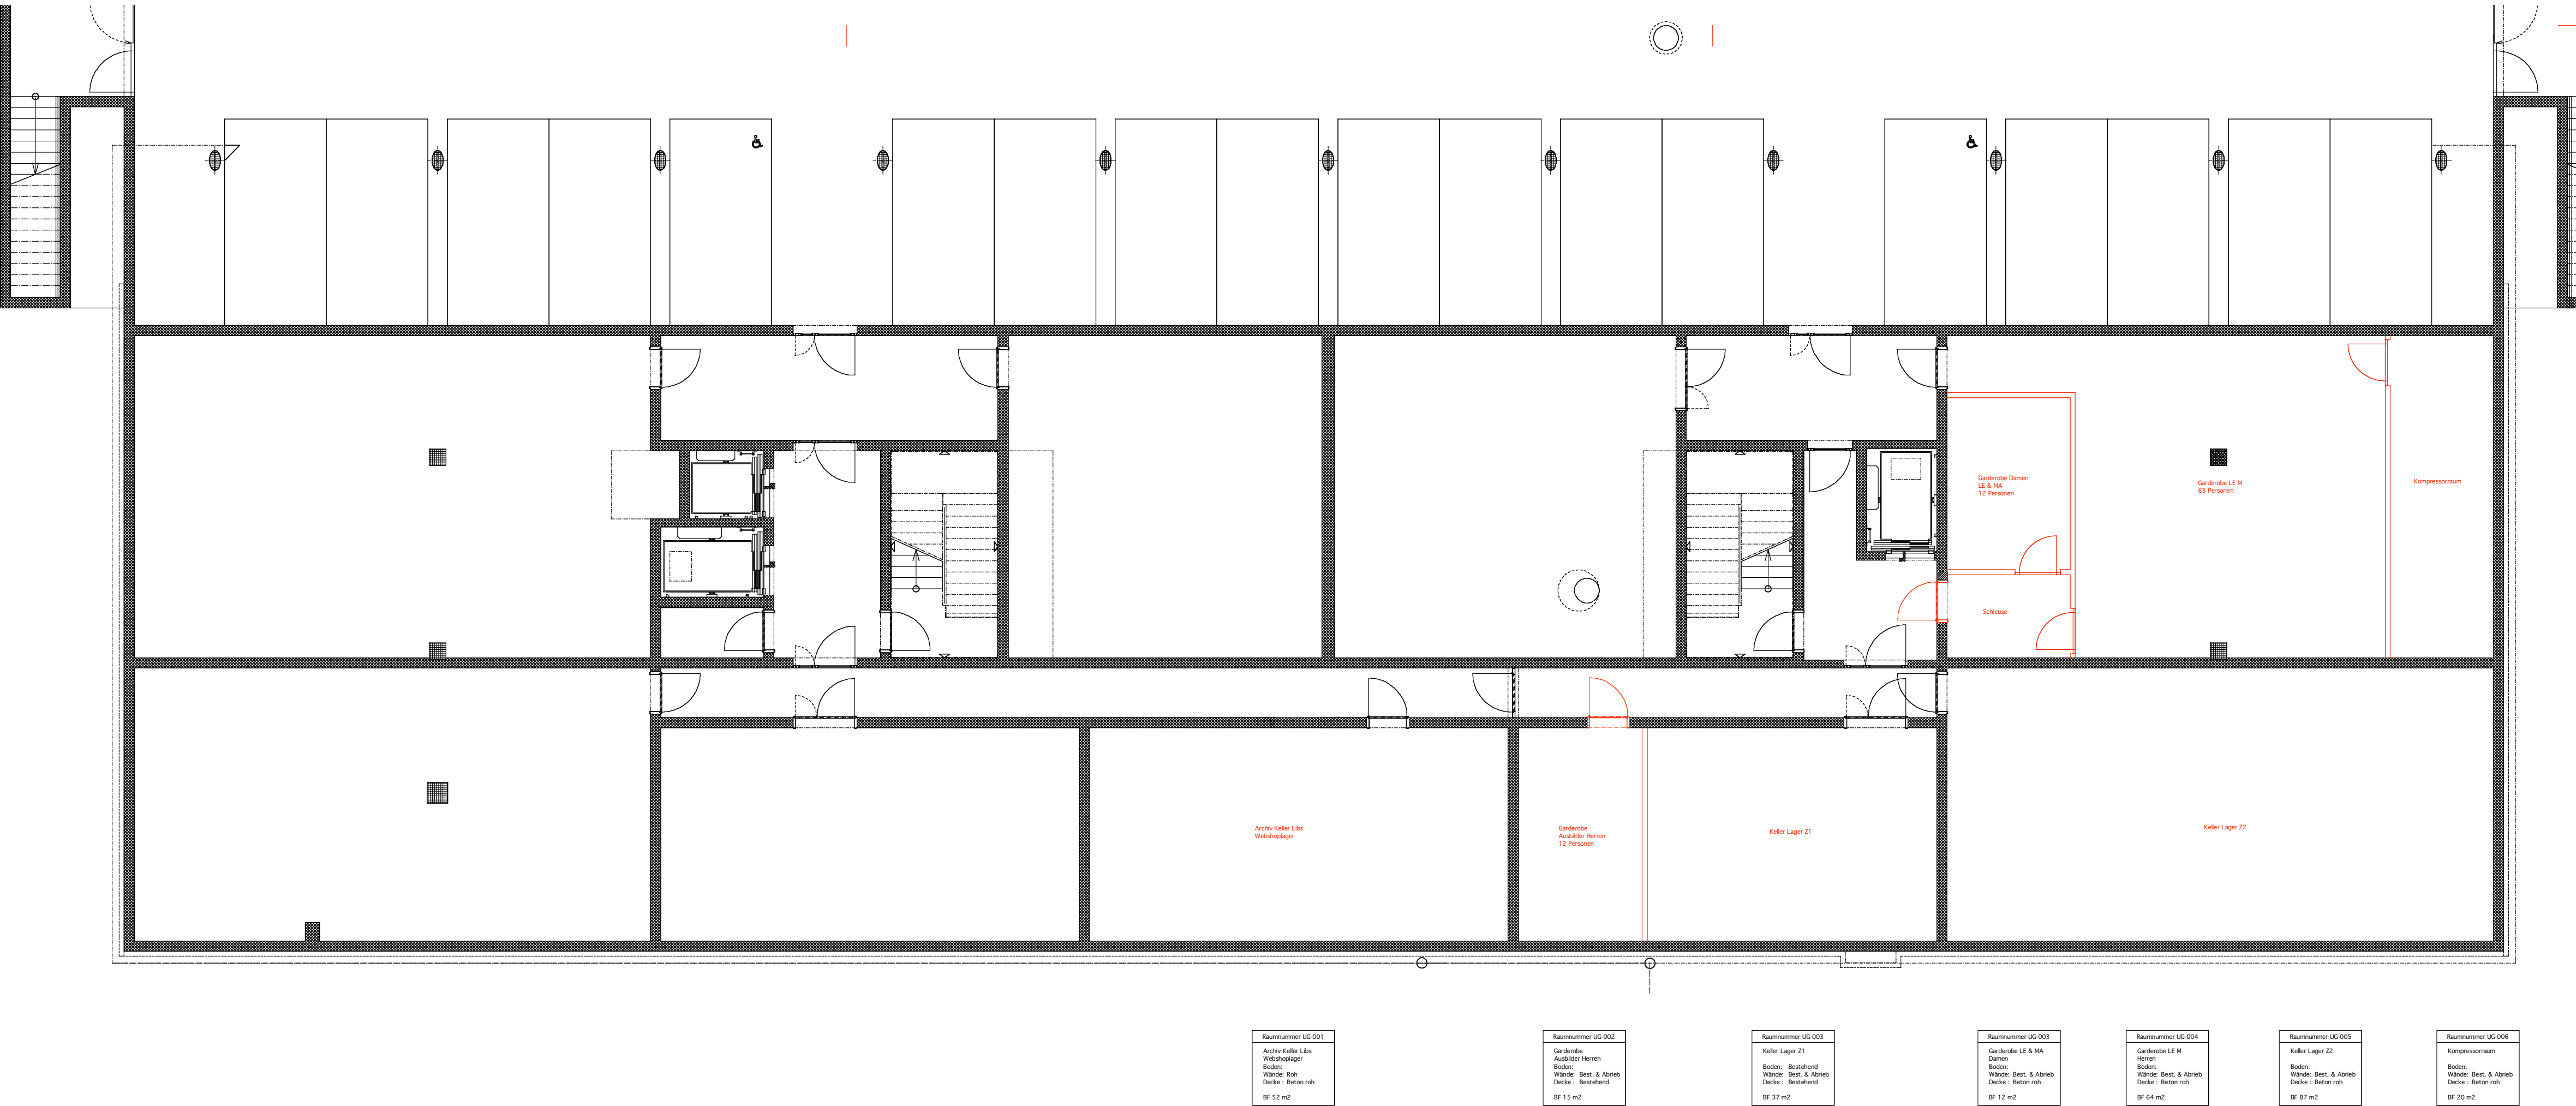 Garderobe Damen
LE & MA
12 Personen
Garderobe LE M
63 Personen
Kompressorraum
Schleuse
Archiv Keller Libs
Webshoplager
Garderobe
Ausbilder Herren
12 Personen
Keller Lager Z1
Keller Lager Z2
Raumnummer UG-001
Archiv Keller Libs
Webshoplager
Boden:
Wände: Roh
Decke : Beton roh
BF 52 m2
Raumnummer UG-002
Garderobe
Ausbilder Herren
Boden:
Wände: Best. & Abrieb
Decke : Bestehend
BF 15 m2
Raumnummer UG-003
Keller Lager Z1
Boden: Bestehend
Wände: Best. & Abrieb
Decke : Bestehend
BF 37 m2
Raumnummer UG-003
Garderobe LE & MA
Damen
Boden:
Wände: Best. & Abrieb
Decke : Beton roh
BF 12 m2
Raumnummer UG-004
Garderobe LE M
Herren
Boden:
Wände: Best. & Abrieb
Decke : Beton roh
BF 64 m2
Raumnummer UG-005
Keller Lager Z2
Boden:
Wände: Best. & Abrieb
Decke : Beton roh
BF 87 m2
Raumnummer UG-006
Kompressorraum
Boden:
Wände: Best. & Abrieb
Decke : Beton roh
BF 20 m2